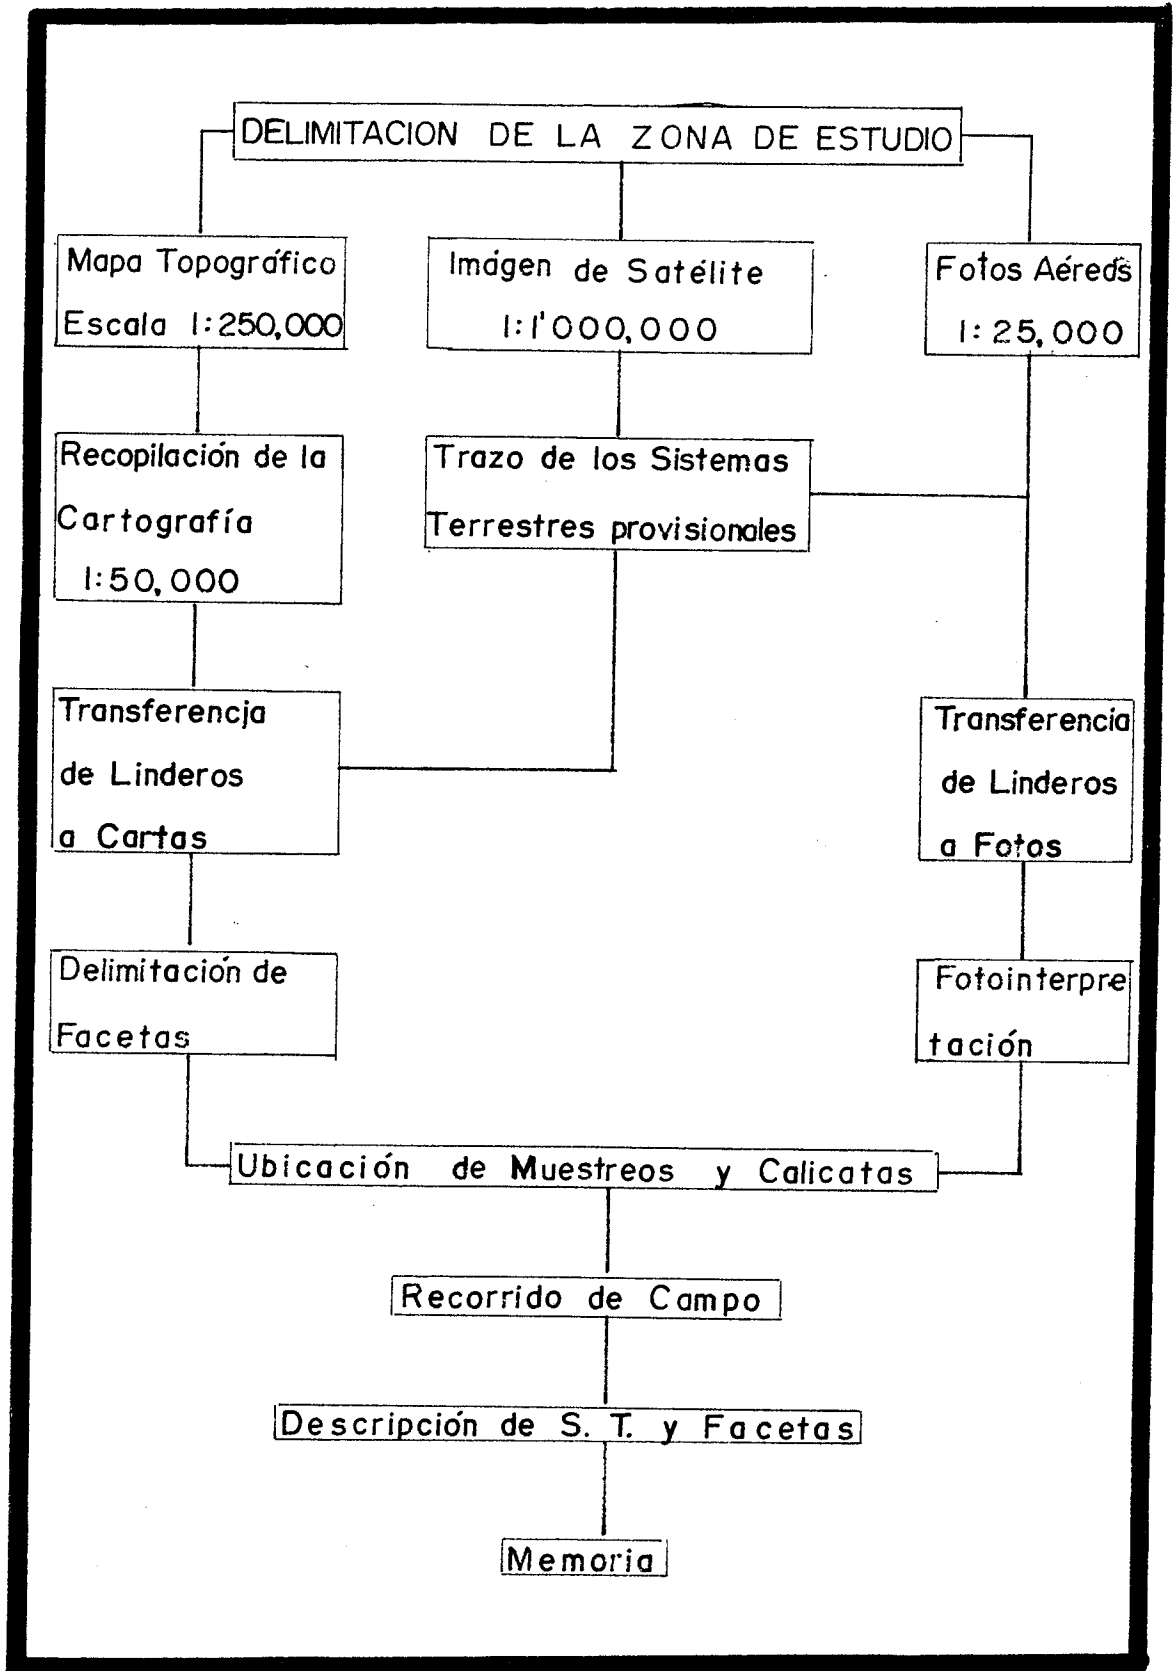 DELIMITACION DE LA ZONA DE ESTUDIO
Mapa Topográfico
Escala 1:250,000
Imágen de Satélite
1:1'000,000
Fotos Aéreas
1:25,000
Recopilación de la
Cartografía
1:50,000
Trazo de los Sistemas
Terrestres provisionales
Transferencia
de Linderos
a Cartas
Transferencia
de Linderos
a Fotos
Delimitación de
Facetas
Fotointerpre
tación
Ubicación de Muestreos y Calicatas
Recorrido de Campo
Descripción de S. T. y Facetas
Memoria